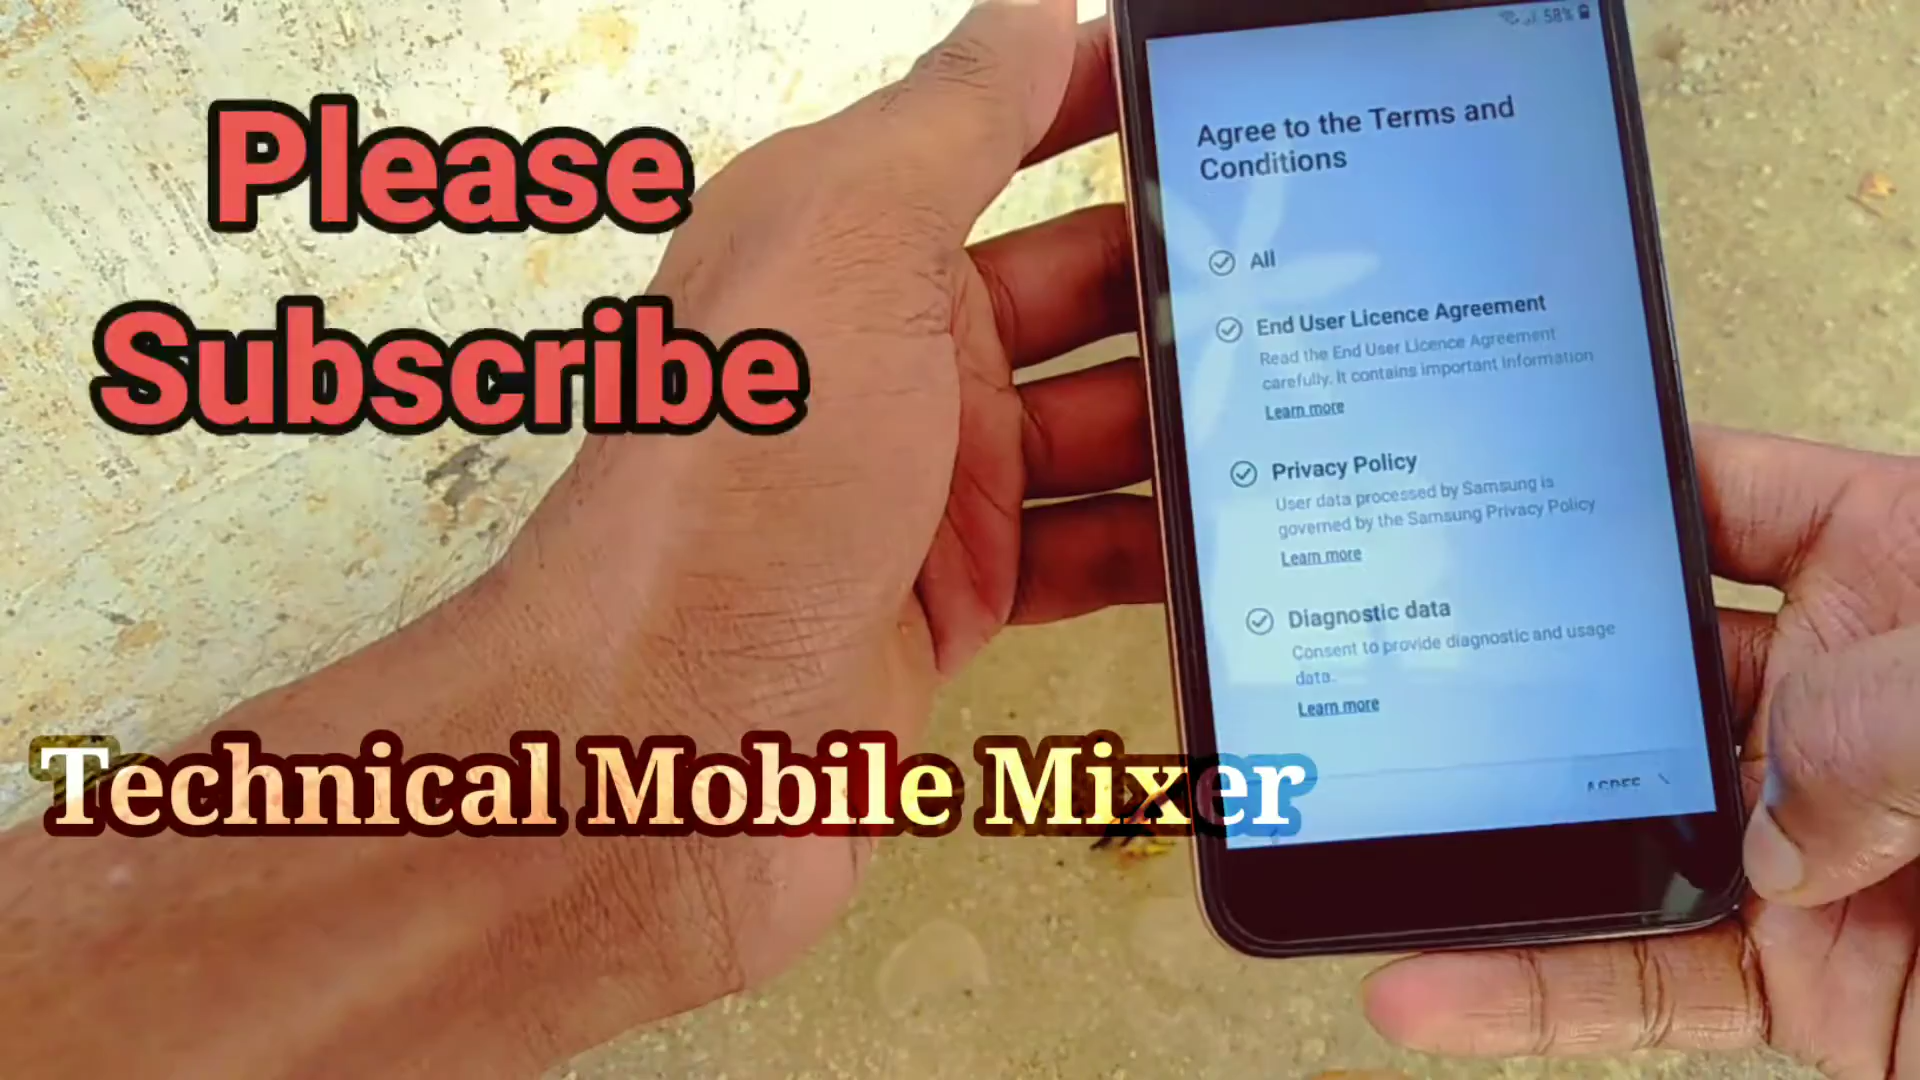 Please
Subscribe
Technical Mobile Mixer
58%
Agree to the Terms and
Conditions
All
End User Licence Agreement
Read the End User Licence Agreement
carefully. It contains important information
Learn more
Privacy Policy
User data processed by Samsung is
governed by the Samsung Privacy Policy
Learn more
Diagnostic data
Consent to provide diagnostic and usage
data.
Learn more
AGREE